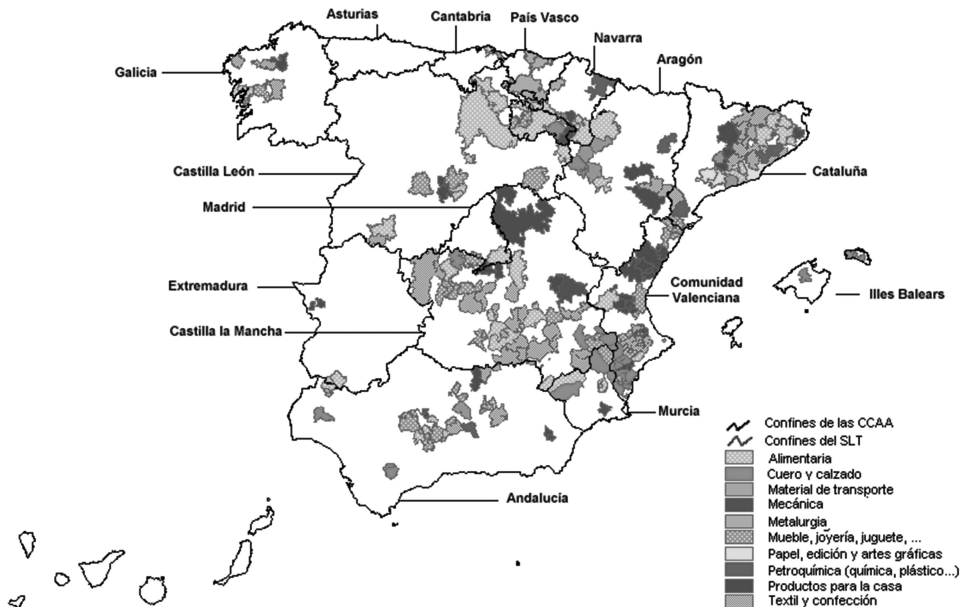 Asturias
Cantabria
País Vasco
Navarra
Aragón
Galicia
Castilla León
Cataluña
Madrid
Extremadura
Comunidad
Valenciana
Illes Balears
Castilla la Mancha
Murcia
Andalucía
Confines de las CCAA
Confines del SLT
Alimentaria
Cuero y calzado
Material de transporte
Mecánica
Metalurgia
Mueble, joyería, juguete, ...
Papel, edición y artes gráficas
Petroquímica (química, plástico...)
Productos para la casa
Textil y confección